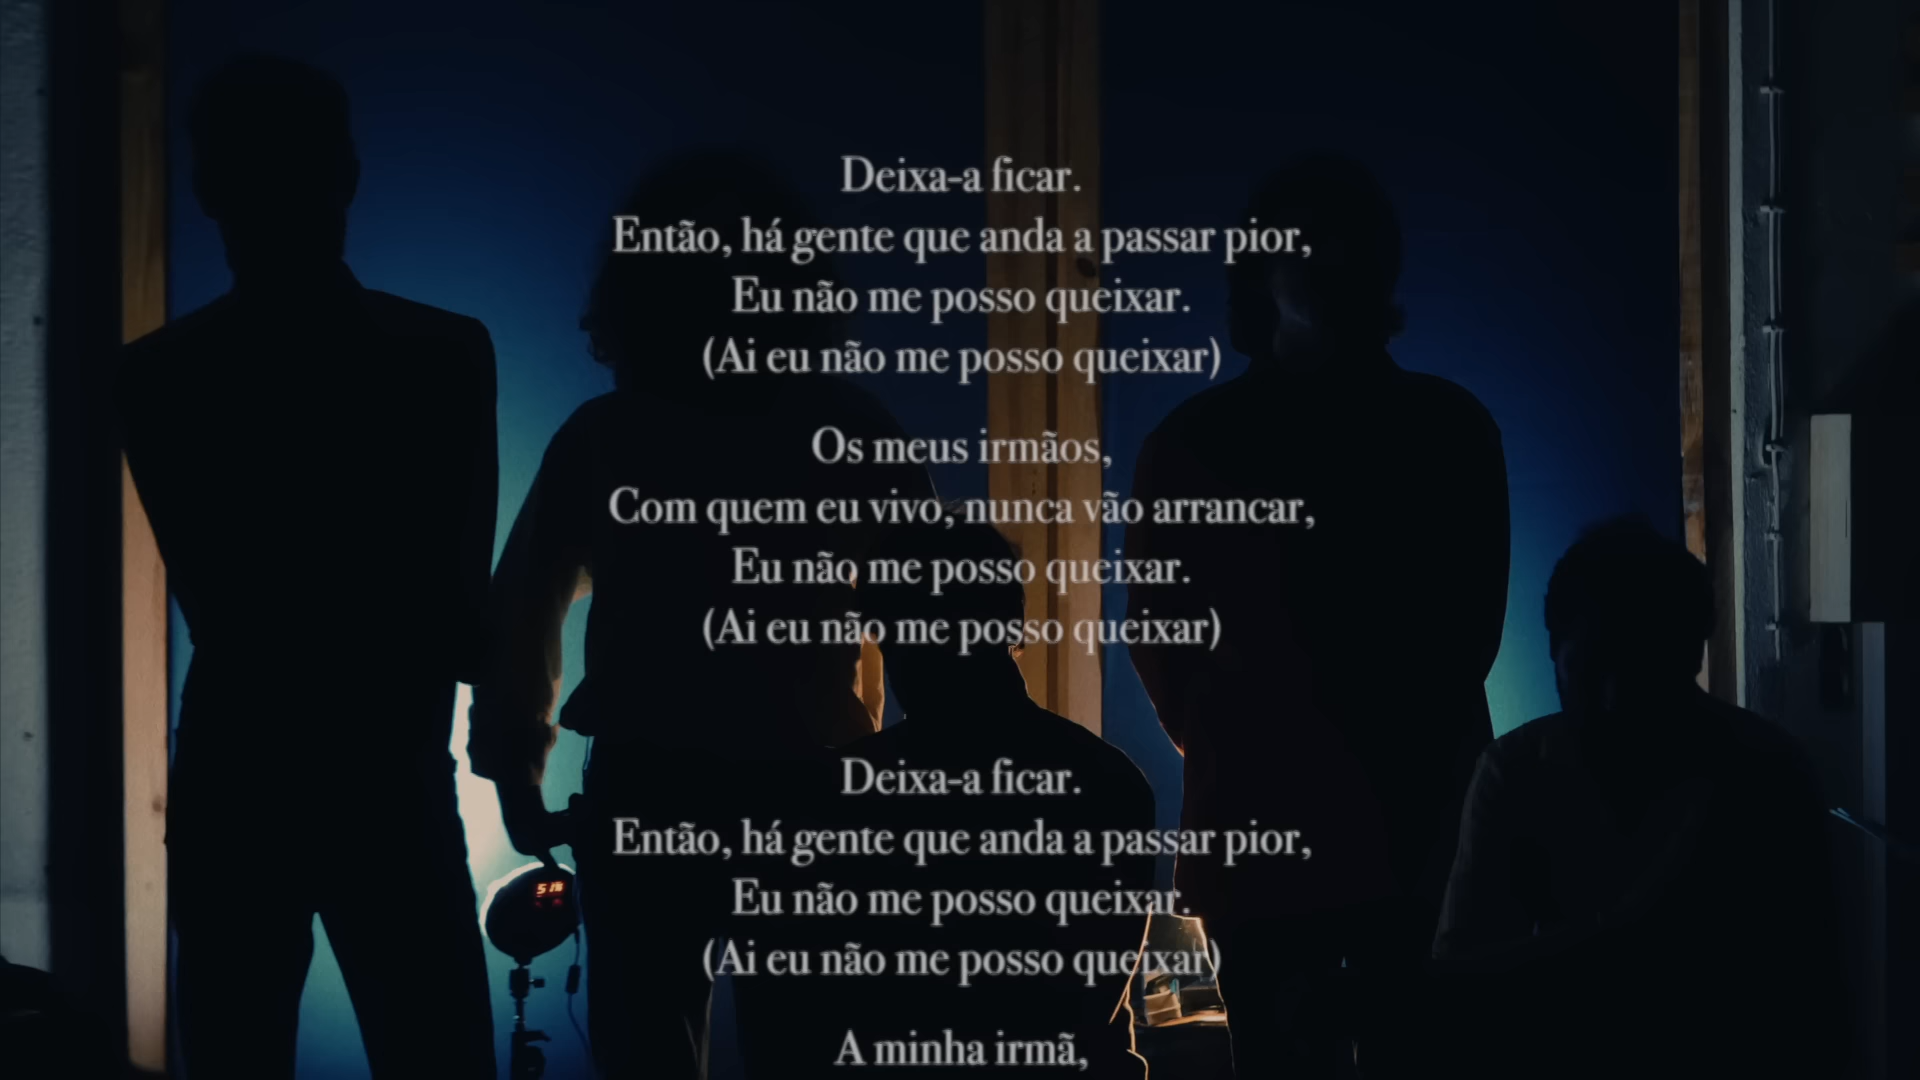 Deixa-a ficar.
Então, há gente que anda a passar pior,
Eu não me posso queixar.
(Ai eu não me posso queixar)
Os meus irmãos,
Com quem eu vivo, nunca vão arrancar,
Eu não me posso queixar.
(Ai eu não me posso queixar)
Deixa-a ficar.
Então, há gente que anda a passar pior,
Eu não me posso queixar.
(Ai eu não me posso queixar)
A minha irmã,